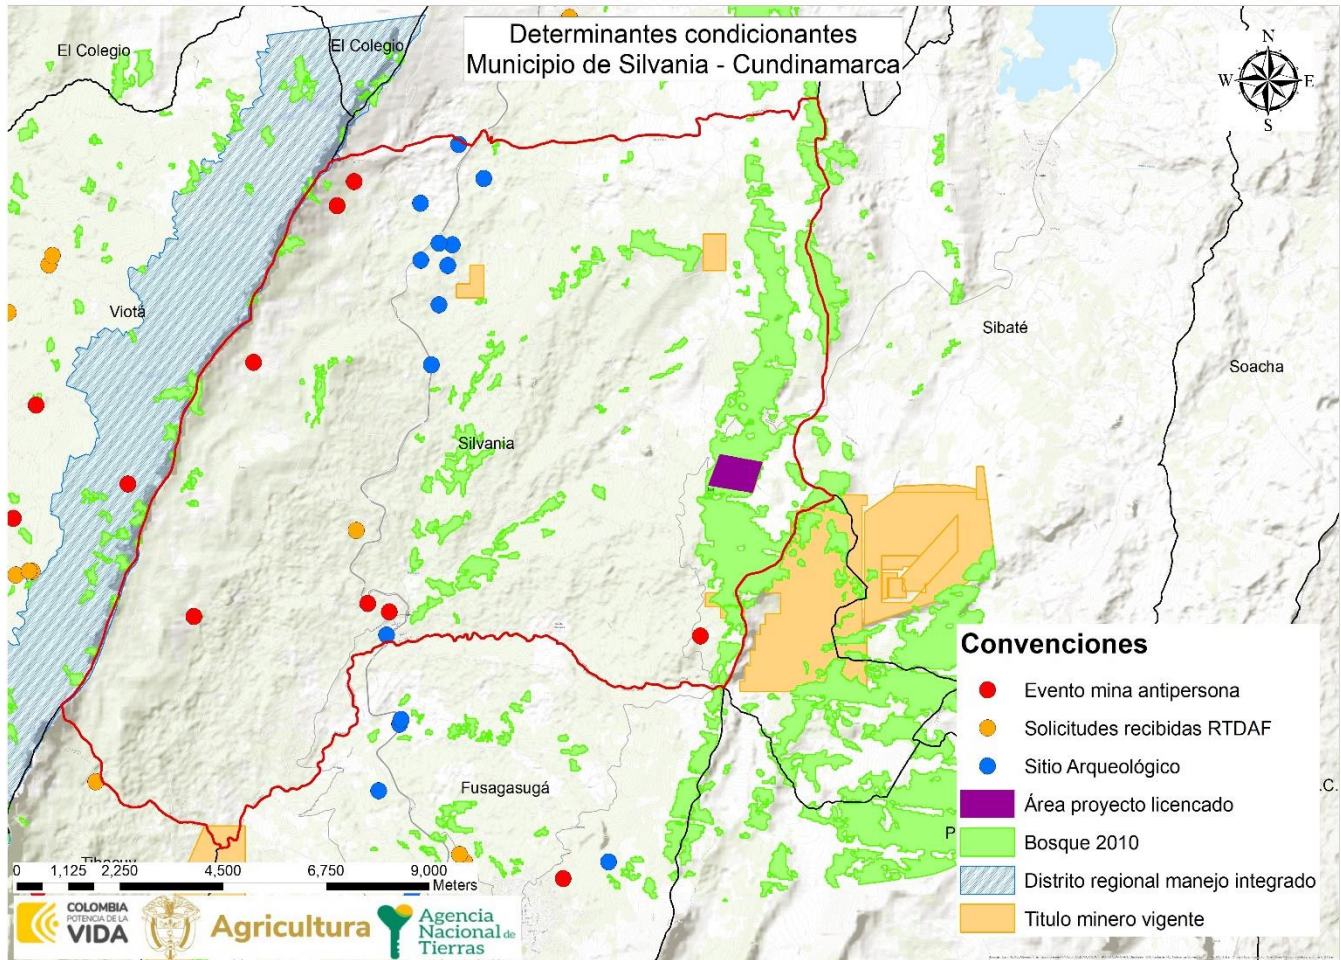 Determinantes condicionantes
Municipio de Silvania - Cundinamarca
El Colegio
El Colegio
N
W
E
S
Viotá
Sibaté
Soacha
Silvania
Fusagasugá
Convenciones
Evento mina antipersona
Solicitudes recibidas RTDAF
Sitio Arqueológico
Área proyecto licencado
Bosque 2010
Distrito regional manejo integrado
Titulo minero vigente
.C.
P
0 1,125 2,250 4,500 6,750 9,000
Meters
COLOMBIA
POTENCIA DE LA
VIDA
Agricultura
Agencia
Nacional de
Tierras